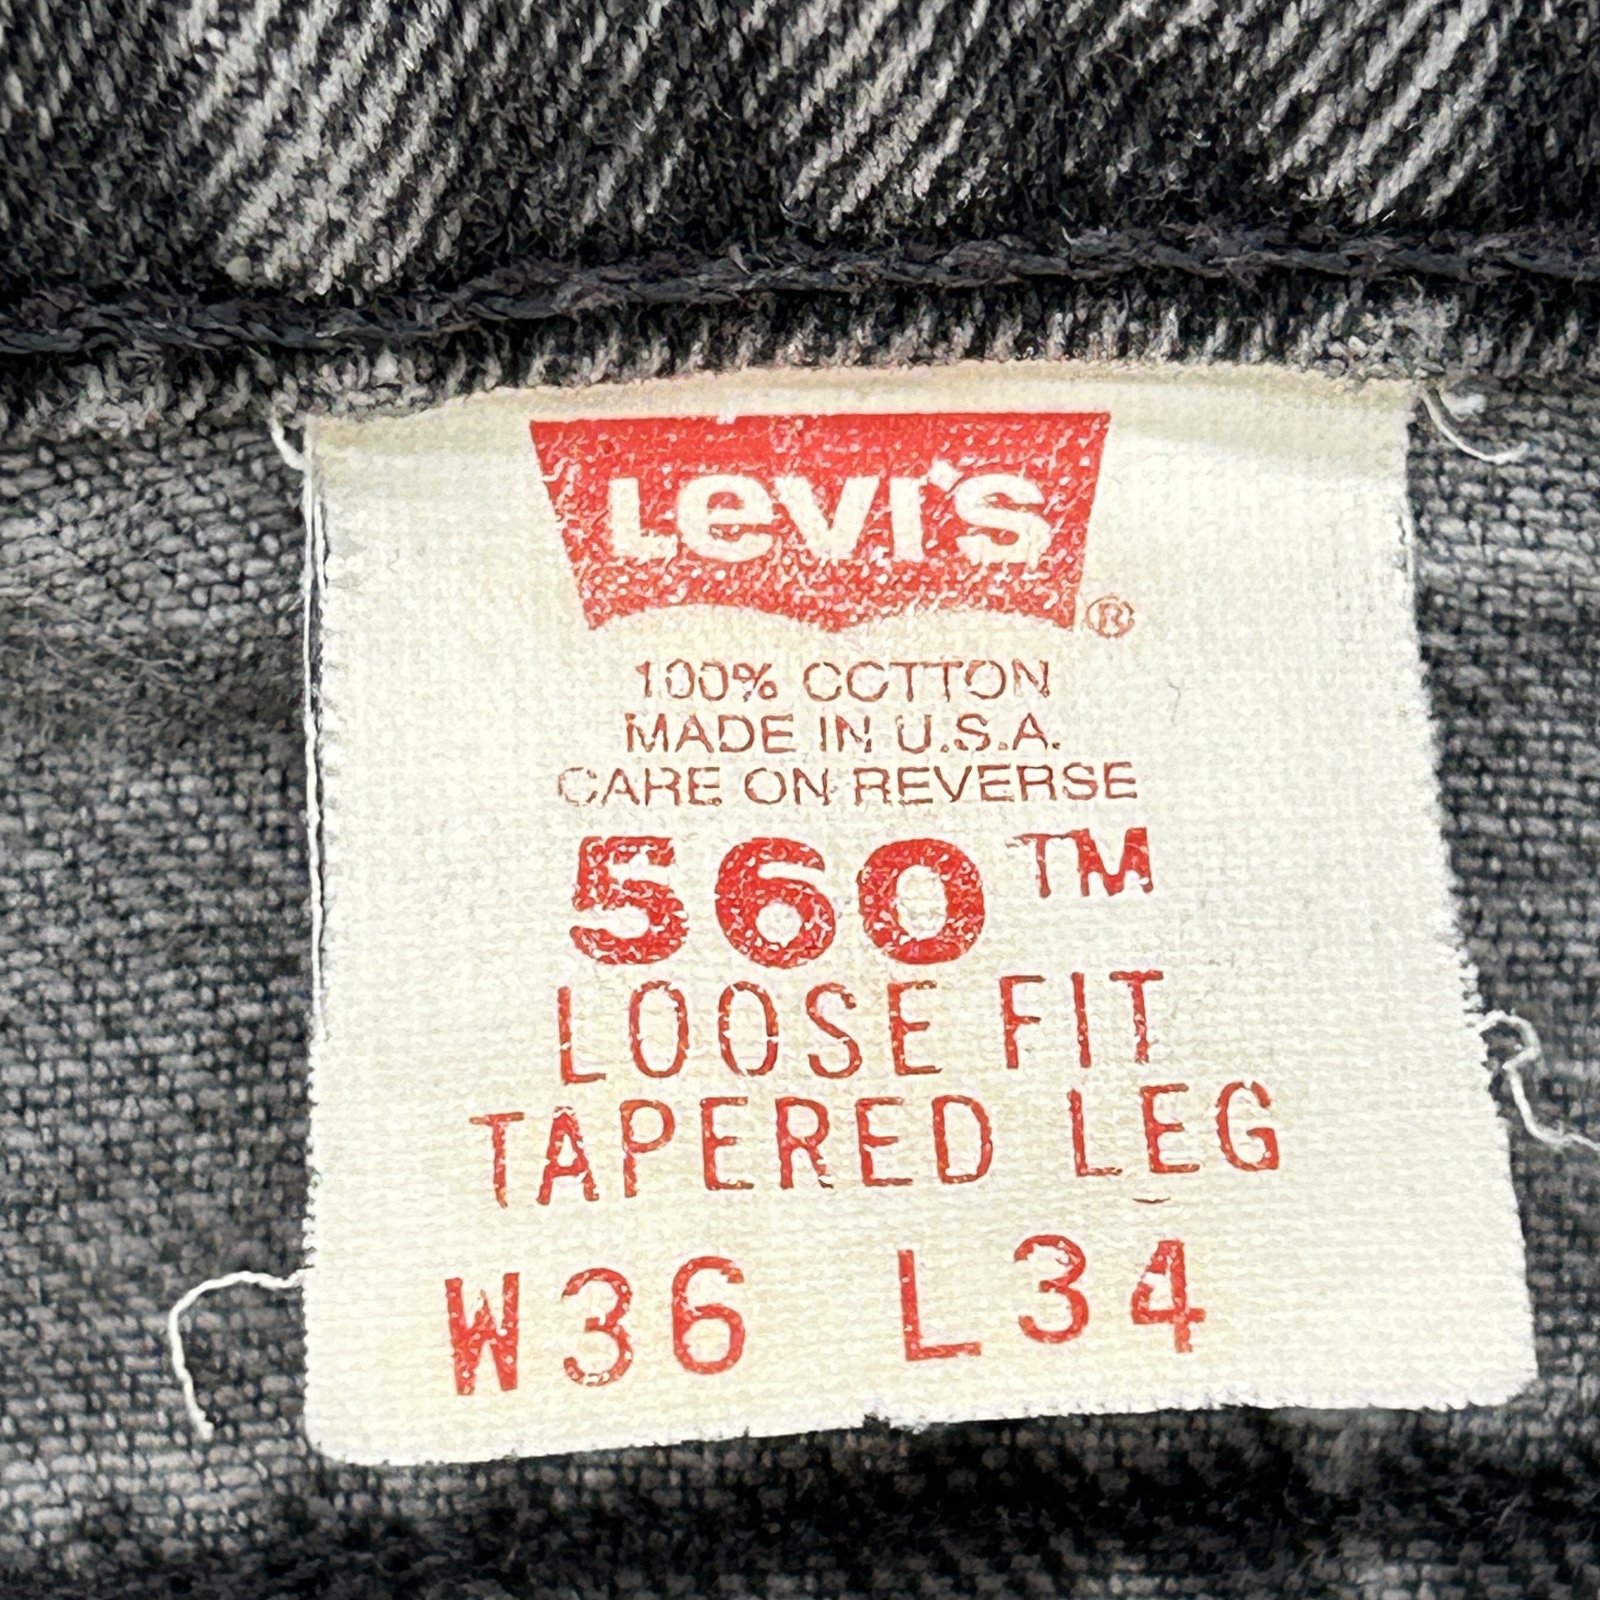 Levi's ®
100% COTTON
MADE IN U.S.A.
CARE ON REVERSE
560™
LOOSE FIT
TAPERED LEG
W36 L34